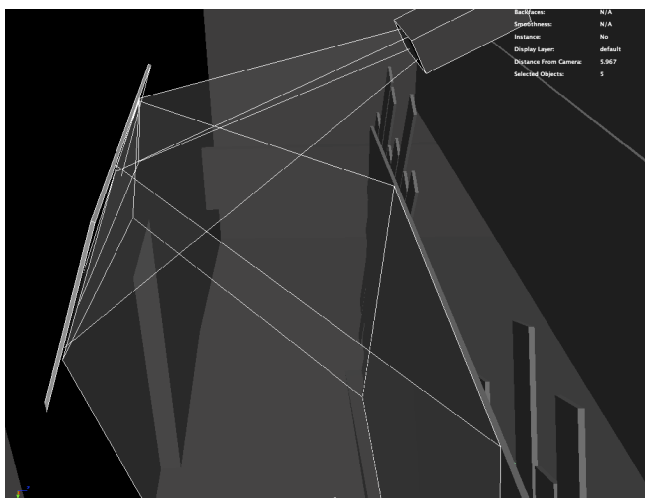 Backfaces: N/A
Smoothness: N/A
Instance: No
Display Layer: default
Distance From Camera: 5.967
Selected Objects: 5